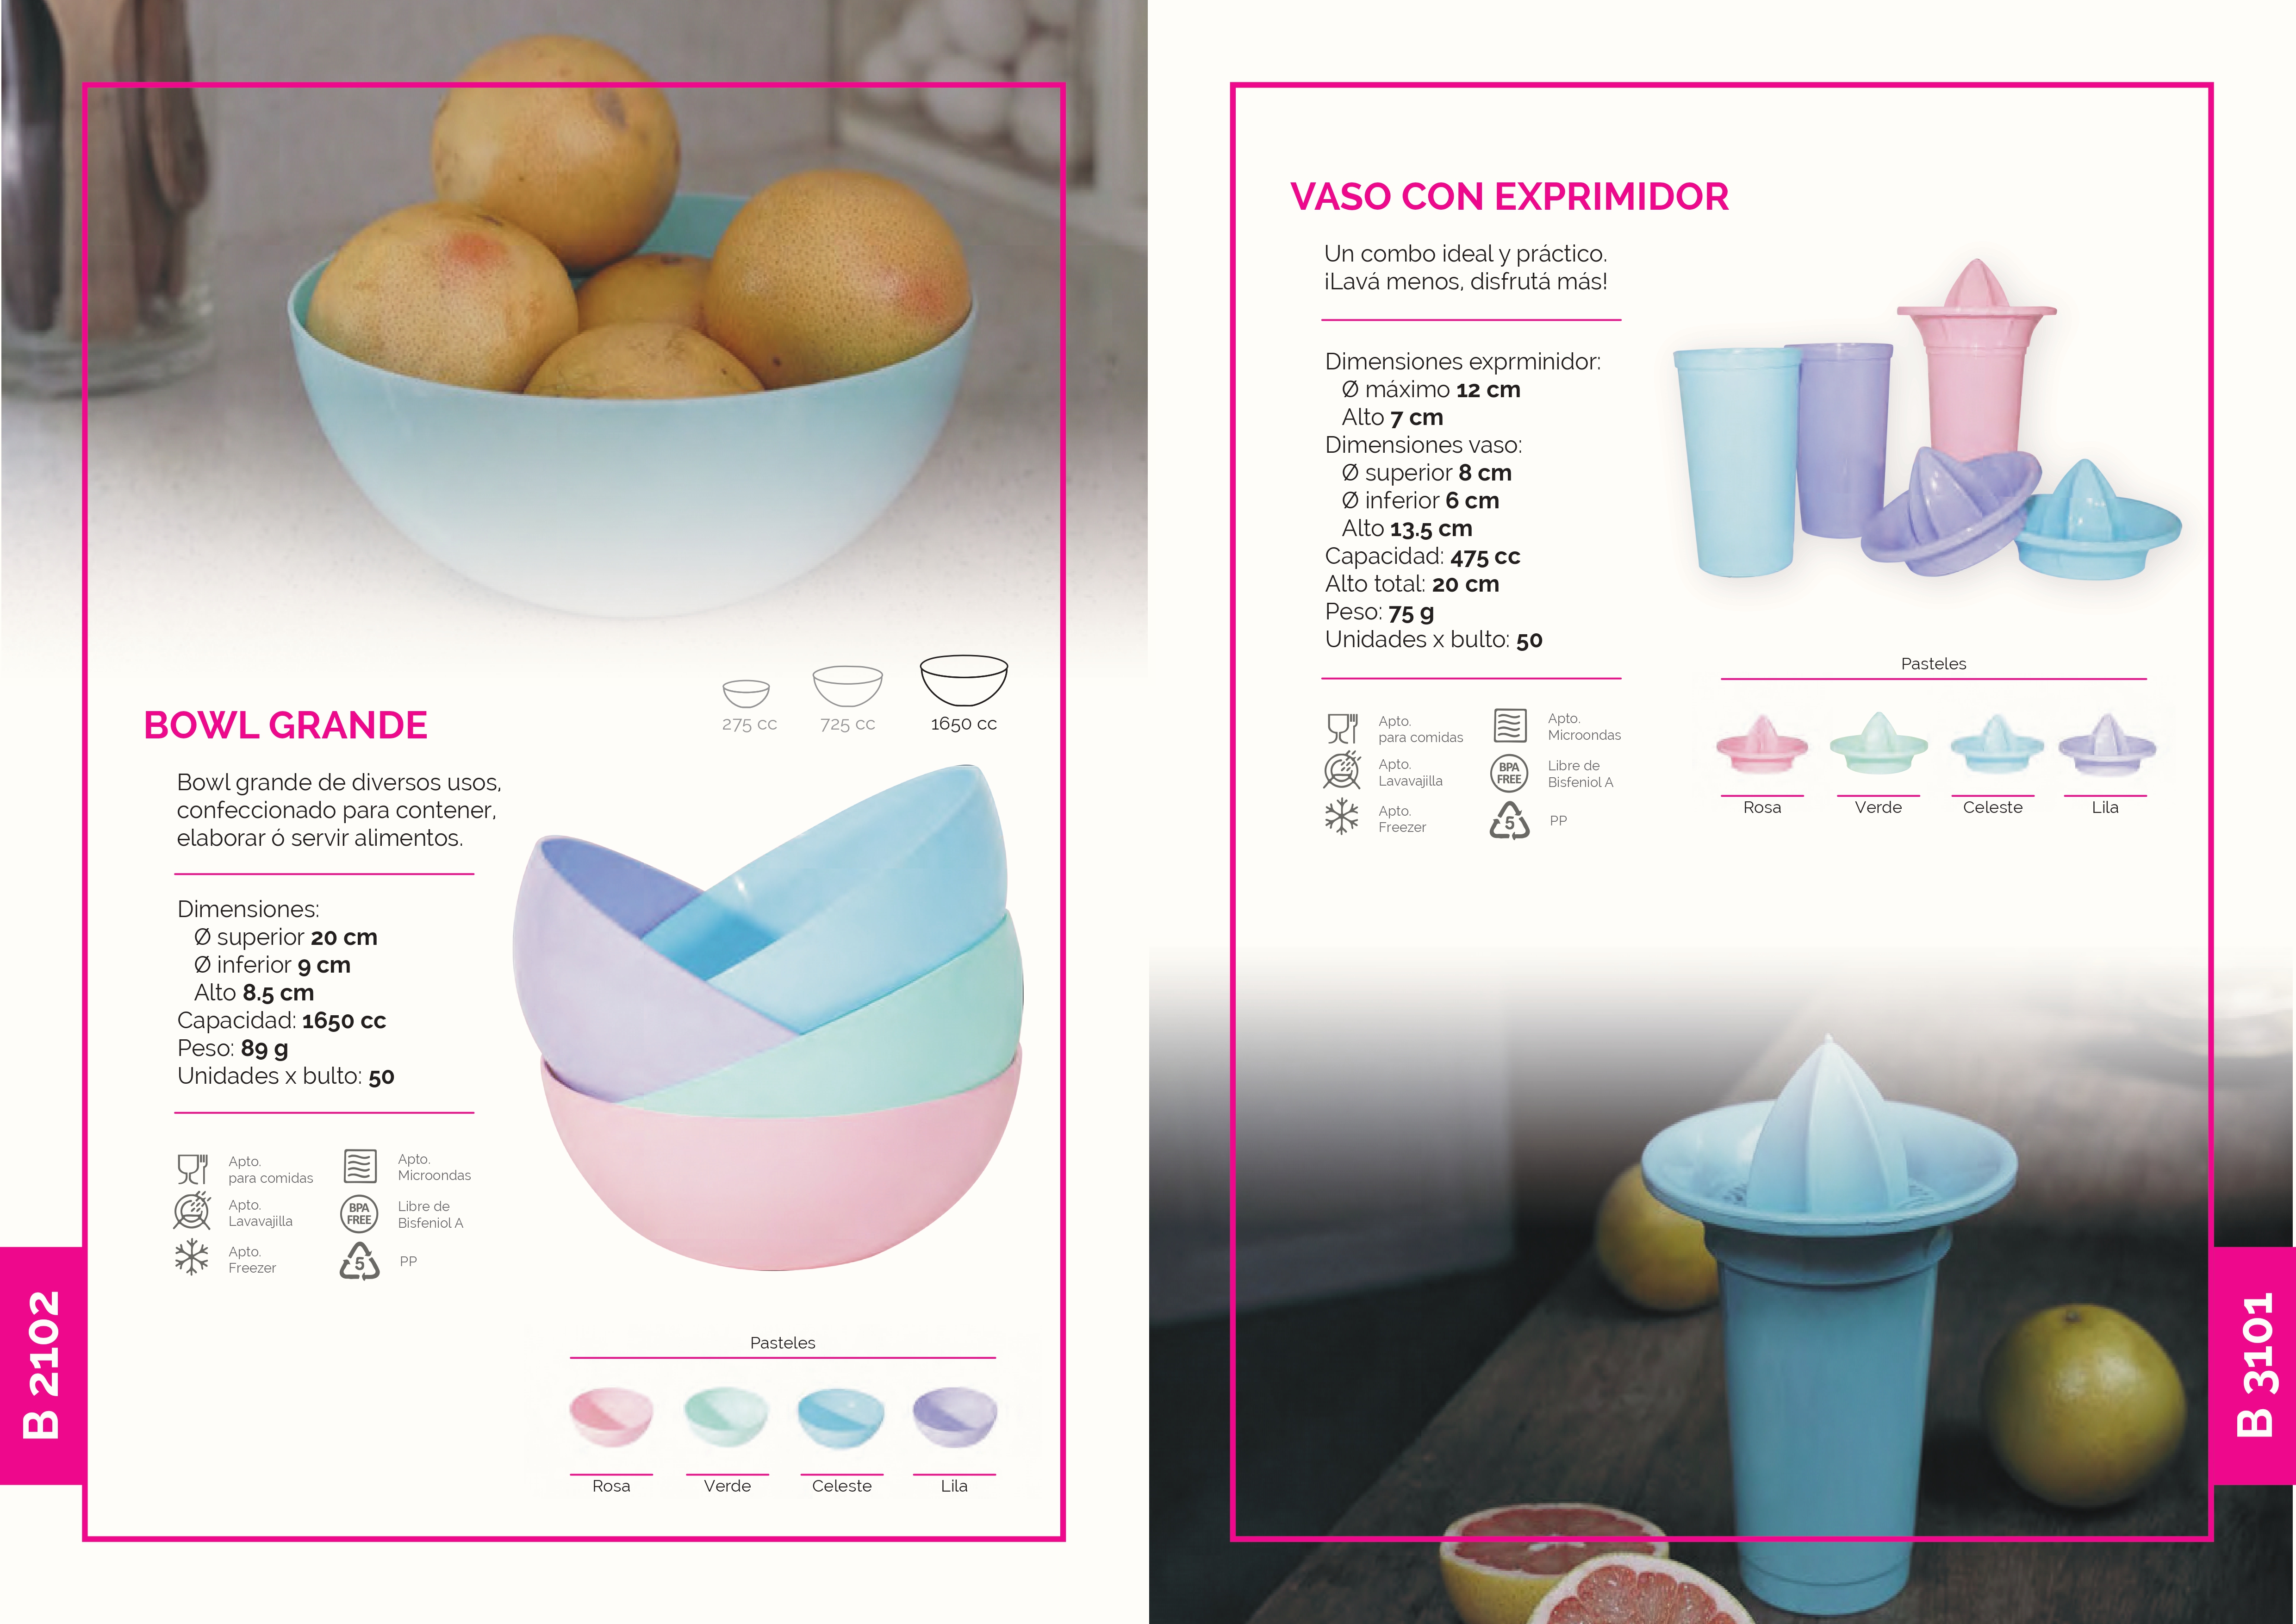 275 cc
725 cc
1650 cc
BOWL GRANDE
Bowl grande de diversos usos,
confeccionado para contener,
elaborar ó servir alimentos.
Dimensiones:
Ø superior 20 cm
Ø inferior 9 cm
Alto 8.5 cm
Capacidad: 1650 cc
Peso: 89 g
Unidades x bulto: 50
Apto.
para comidas
Apto.
Microondas
Apto.
Lavavajilla
BPA
FREE
Libre de
Bisfeniol A
Apto.
Freezer
5
PP
Pasteles
Rosa
Verde
Celeste
Lila
B 2102
VASO CON EXPRIMIDOR
Un combo ideal y práctico.
¡Lavá menos, disfrutá más!
Dimensiones exprminidor:
Ø máximo 12 cm
Alto 7 cm
Dimensiones vaso:
Ø superior 8 cm
Ø inferior 6 cm
Alto 13.5 cm
Capacidad: 475 cc
Alto total: 20 cm
Peso: 75 g
Unidades x bulto: 50
Apto.
para comidas
Apto.
Microondas
Apto.
Lavavajilla
BPA
FREE
Libre de
Bisfeniol A
Apto.
Freezer
5
PP
Pasteles
Rosa
Verde
Celeste
Lila
B 3101